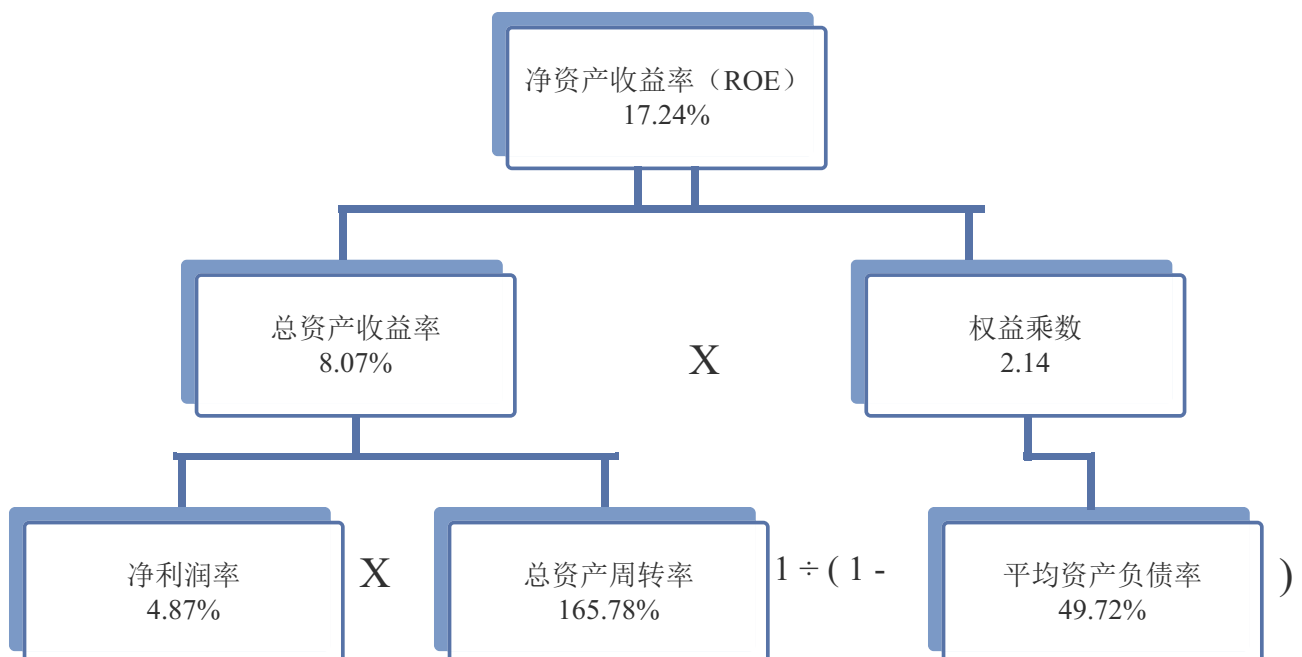 净资产收益率（ROE）
17.24%
总资产收益率
8.07%
X
权益乘数
2.14
净利润率
4.87%
X
总资产周转率
165.78%
1 ÷ ( 1 -
平均资产负债率
49.72%
)